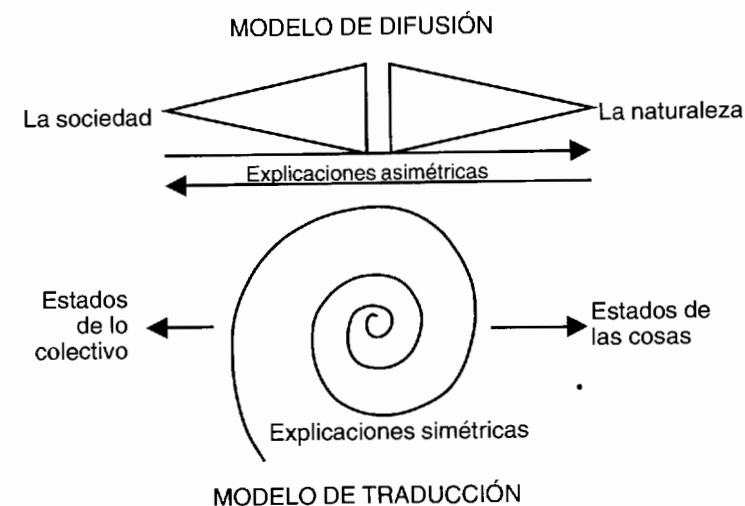 MODELO DE DIFUSIÓN
La sociedad
La naturaleza
Explicaciones asimétricas
Estados
de lo
colectivo
Estados de
las cosas
Explicaciones simétricas
MODELO DE TRADUCCIÓN